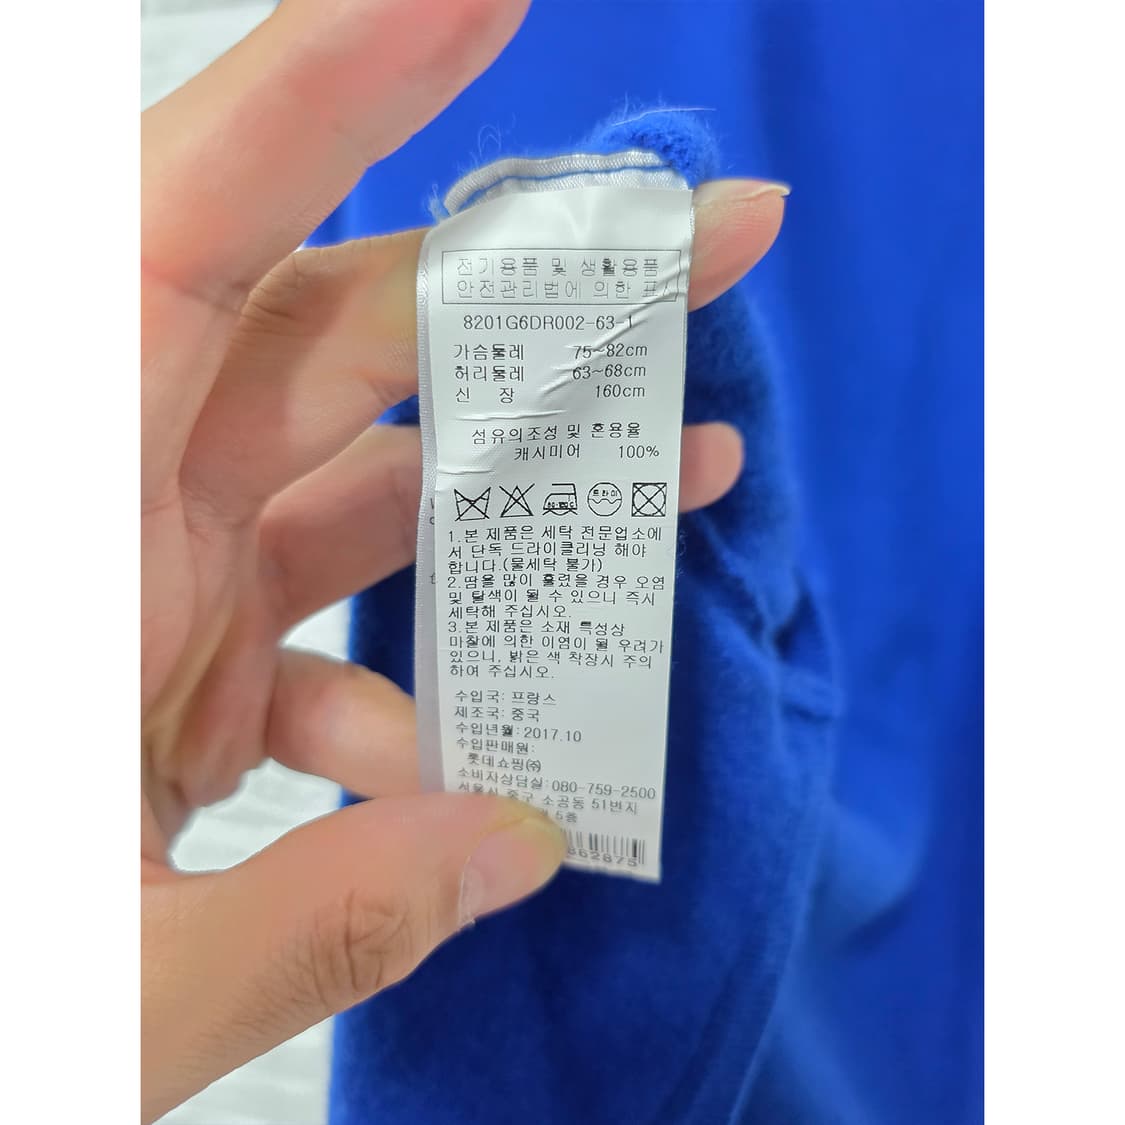 전기용품 및 생활용품
안전관리법에 의한 표시
8201G6DR002-63-1
가슴둘레 75~82cm
허리둘레 63~68cm
신 장 160cm
섬유의조성 및 혼용율
캐시미어 100%
드라이
1.본 제품은 세탁 전문업소에
서 단독 드라이클리닝 해야
합니다.(물세탁 불가)
2.땀을 많이 흘렸을 경우 오염
및 탈색이 될 수 있으니 즉시
세탁해 주십시오.
3.본 제품은 소재 특성상
마찰에 의한 이염이 될 우려가
있으니, 밝은 색 착장시 주의
하여 주십시오.
수입국: 프랑스
제조국: 중국
수입년월: 2017.10
수입판매원:
롯데쇼핑㈜
소비자상담실: 080-759-2500
서울시 중구 소공동 51번지
5층
862875